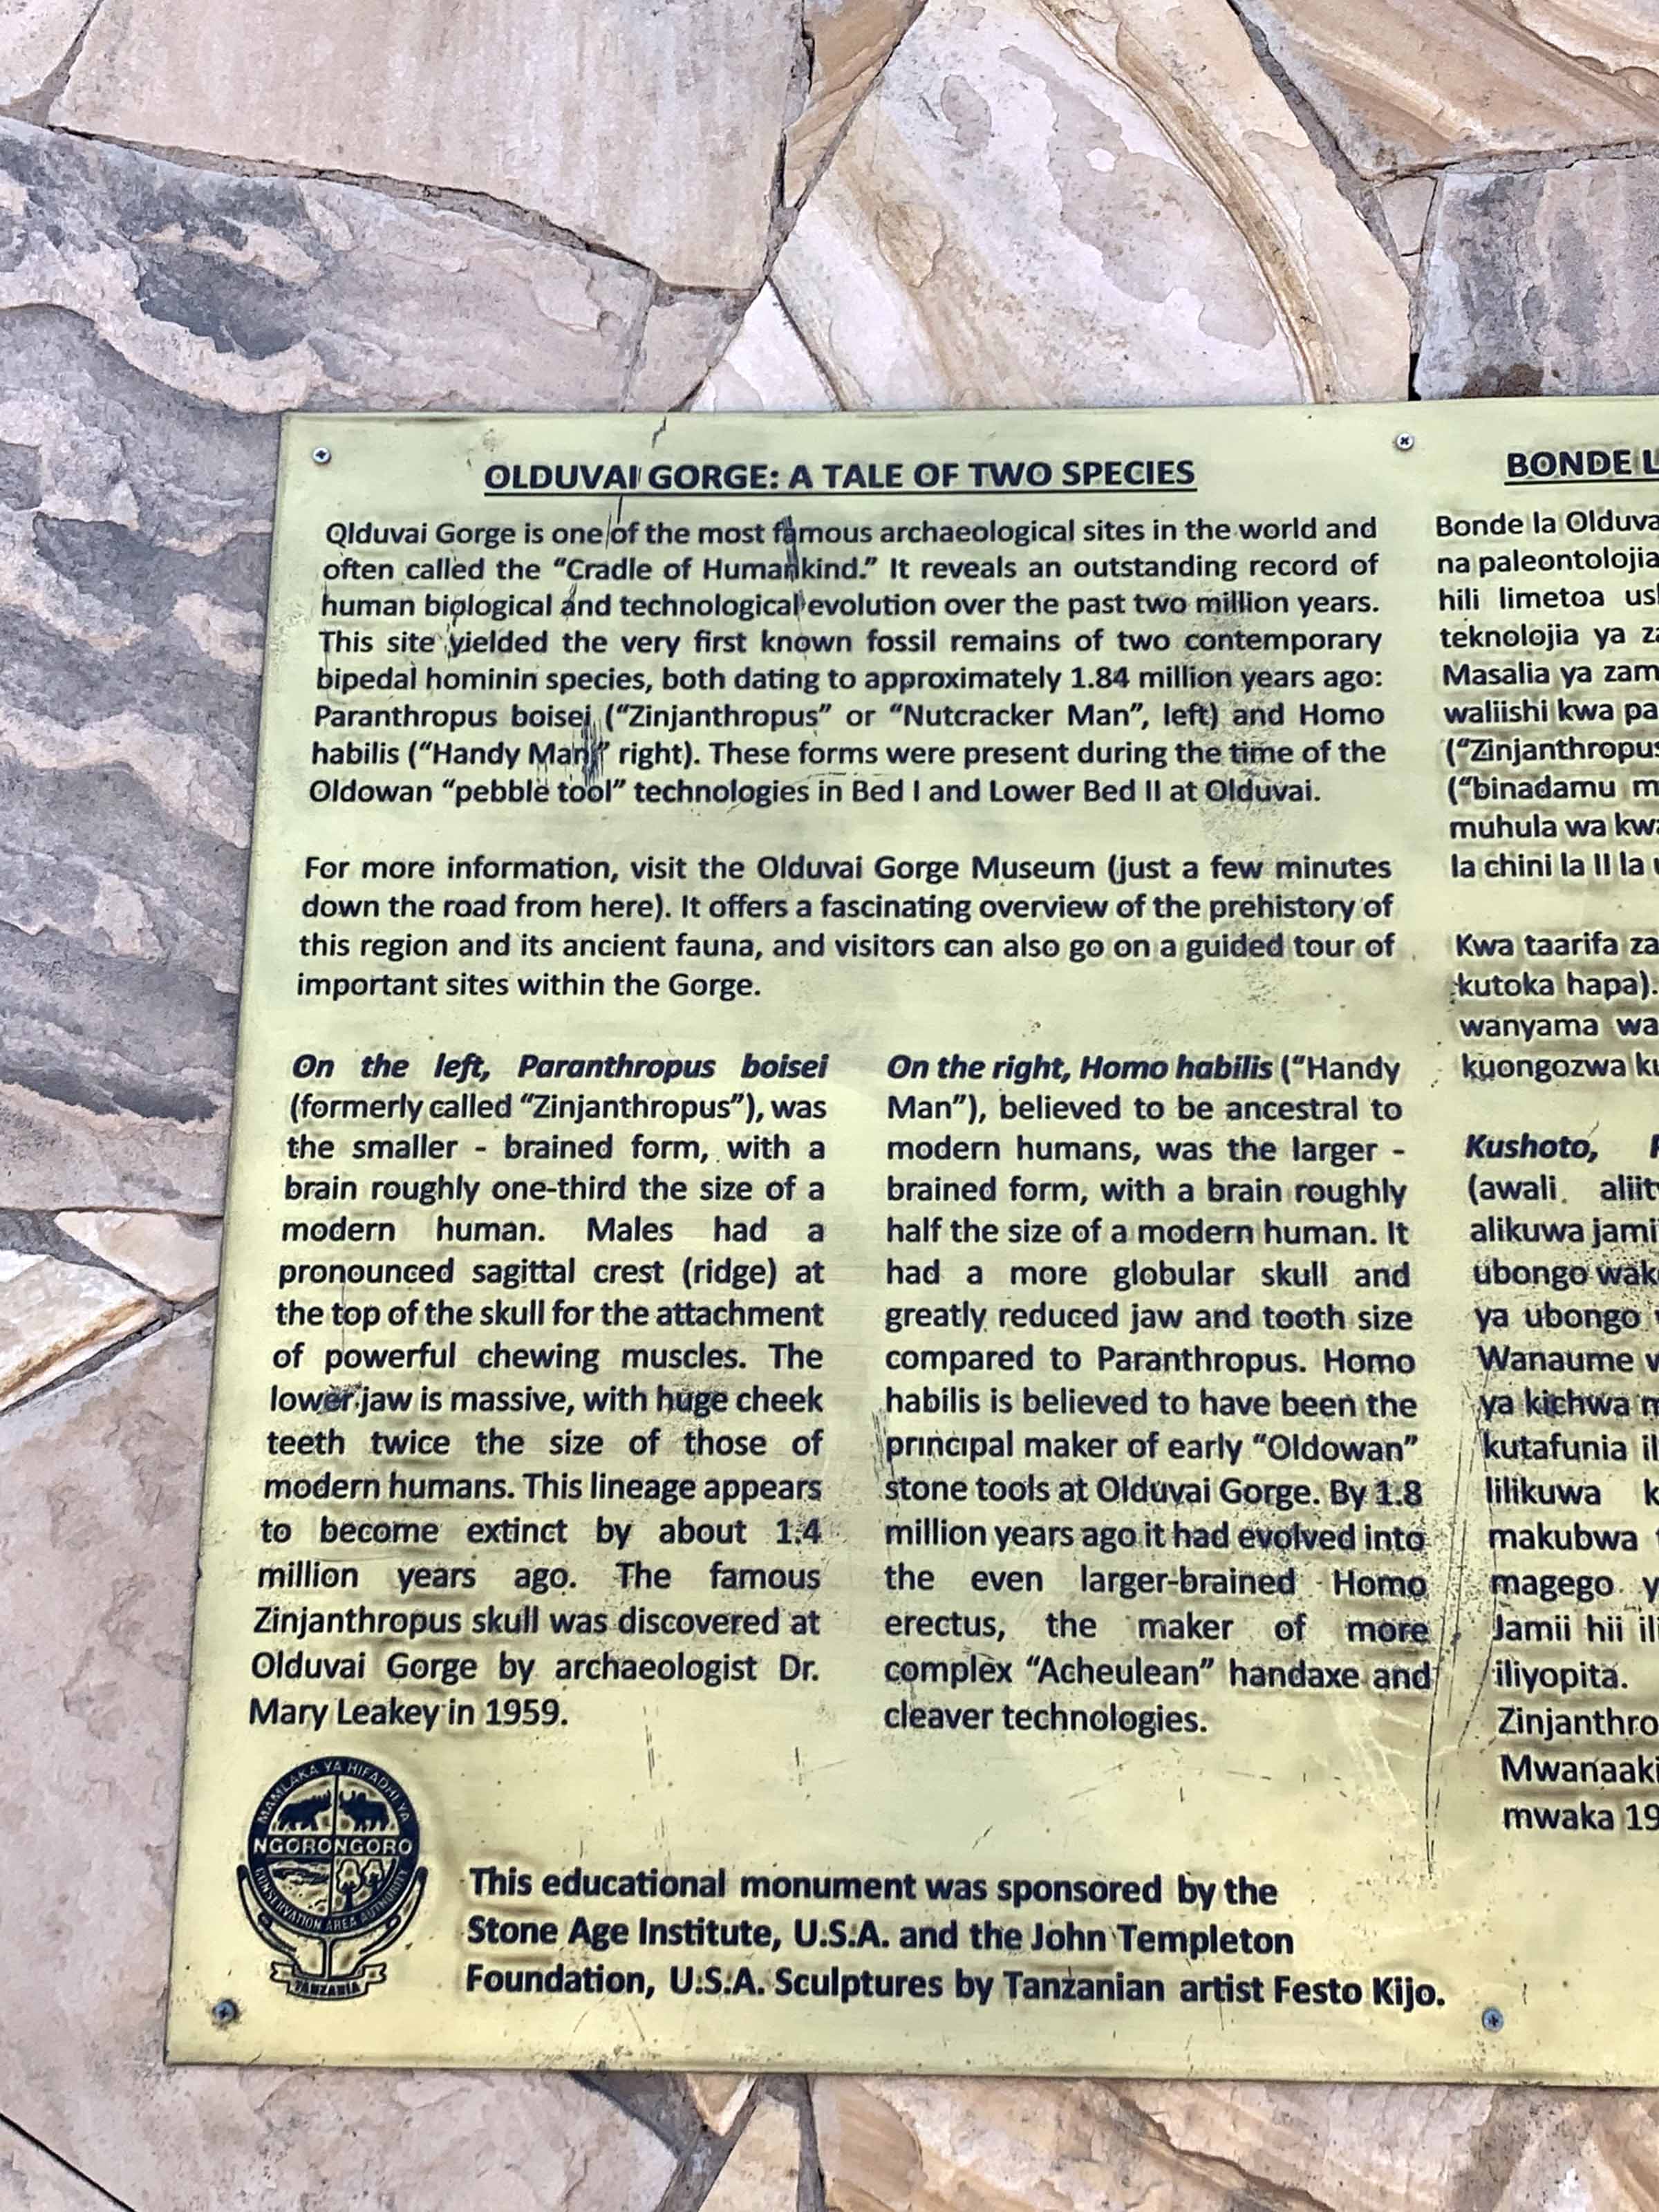 OLDUVAI GORGE: A TALE OF TWO SPECIES
Olduvai Gorge is one of the most famous archaeological sites in the world and
often called the “Cradle of Humankind.” It reveals an outstanding record of
human biological and technological evolution over the past two million years.
This site yielded the very first known fossil remains of two contemporary
bipedal hominin species, both dating to approximately 1.84 million years ago:
Paranthropus boisei (“Zinjanthropus” or “Nutcracker Man”, left) and Homo
habilis (“Handy Man,” right). These forms were present during the time of the
Oldowan “pebble tool” technologies in Bed I and Lower Bed II at Olduvai.
For more information, visit the Olduvai Gorge Museum (just a few minutes
down the road from here). It offers a fascinating overview of the prehistory of
this region and its ancient fauna, and visitors can also go on a guided tour of
important sites within the Gorge.
On the left, Paranthropus boisei
(formerly called “Zinjanthropus”), was
the smaller - brained form, with a
brain roughly one-third the size of a
modern human. Males had a
pronounced sagittal crest (ridge) at
the top of the skull for the attachment
of powerful chewing muscles. The
lower jaw is massive, with huge cheek
teeth twice the size of those of
modern humans. This lineage appears
to become extinct by about 1.4
million years ago. The famous
Zinjanthropus skull was discovered at
Olduvai Gorge by archaeologist Dr.
Mary Leakey in 1959.
On the right, Homo habilis (“Handy
Man”), believed to be ancestral to
modern humans, was the larger -
brained form, with a brain roughly
half the size of a modern human. It
had a more globular skull and
greatly reduced jaw and tooth size
compared to Paranthropus. Homo
habilis is believed to have been the
principal maker of early “Oldowan”
stone tools at Olduvai Gorge. By 1.8
million years ago it had evolved into
the even larger-brained Homo
erectus, the maker of more
complex “Acheulean” handaxe and
cleaver technologies.
MAMLAKA YA HIFADHI YA
NGORONGORO
CONSERVATION AREA AUTHORITY
TANZANIA
This educational monument was sponsored by the
Stone Age Institute, U.S.A. and the John Templeton
Foundation, U.S.A. Sculptures by Tanzanian artist Festo Kijo.
BONDE L
Bonde la Olduva
na paleontolojia
hili limetoa us
teknolojia ya za
Masalia ya zam
waliishi kwa pa
(“Zinjanthropus
(“binadamu m
muhula wa kwa
la chini la II la
Kwa taarifa za
kutoka hapa).
wanyama wa
kuongozwa ku
Kushoto, P
(awali aliit
alikuwa jami
ubongo wak
ya ubongo
Wanaume w
ya kichwa m
kutafunia il
lilikuwa k
makubwa
magego y
Jamii hii ili
iliyopita.
Zinjanthro
Mwanaaki
mwaka 19